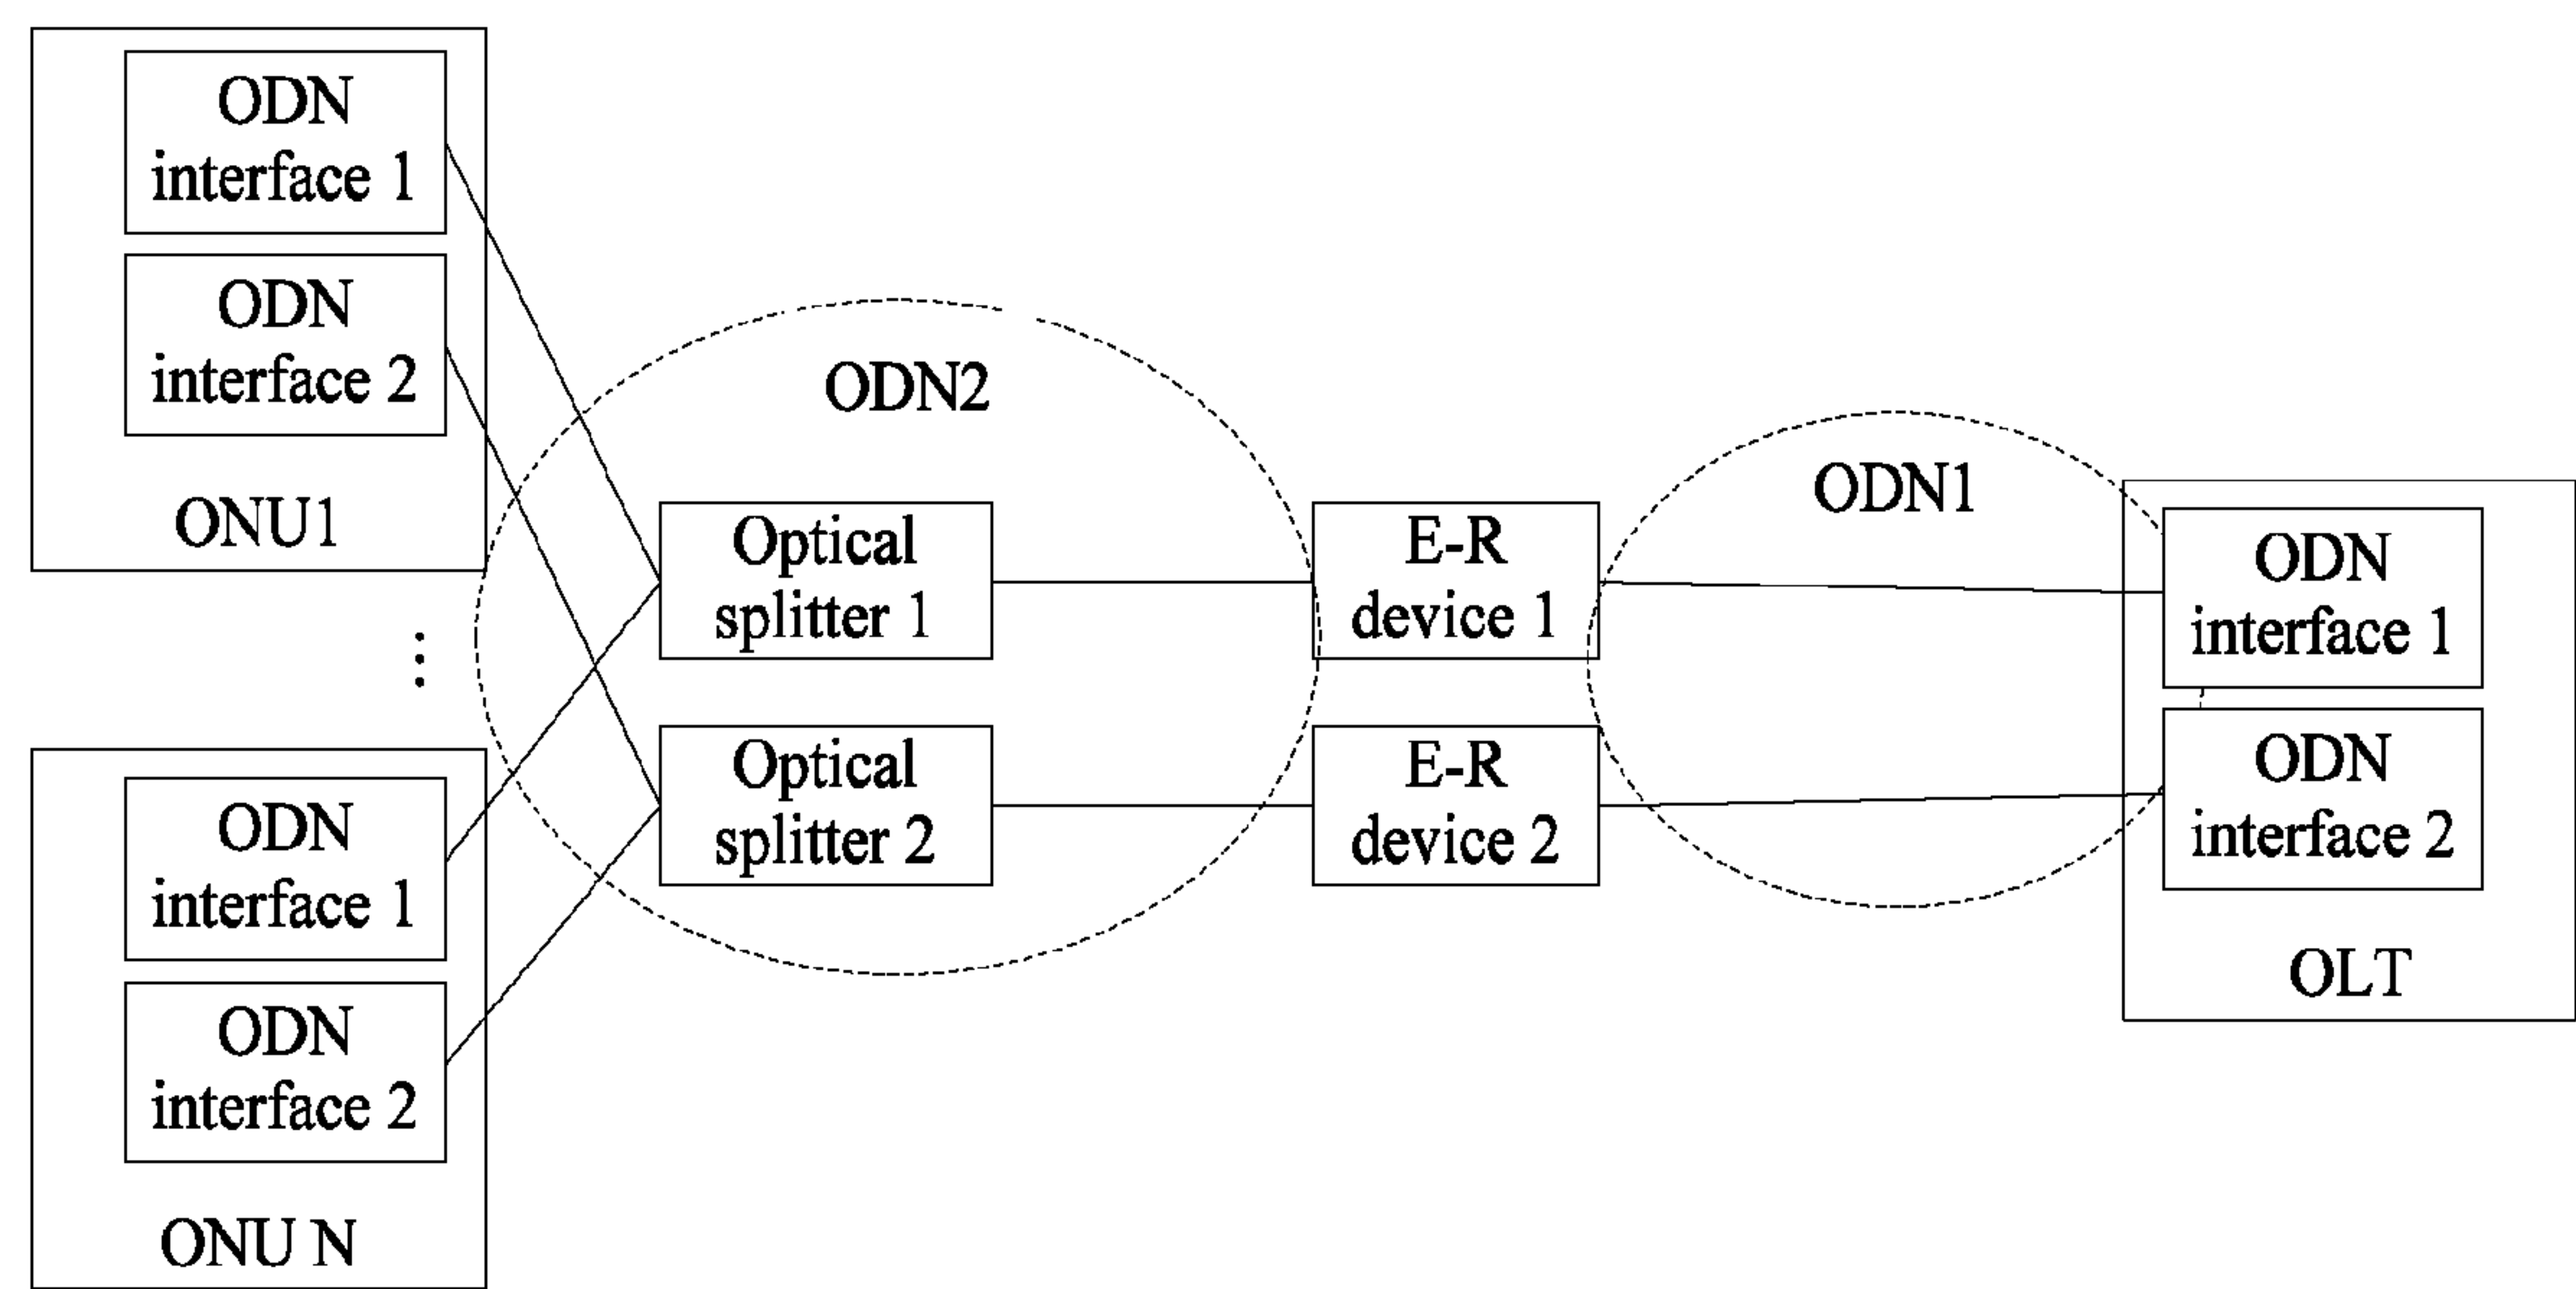 ODN
interface 1
ODN
interface 2
ONU1
ODN
interface 1
ODN
interface 2
ONU N
ODN2
Optical
splitter 1
Optical
splitter 2
E-R
device 1
E-R
device 2
ODN1
ODN
interface 1
ODN
interface 2
OLT